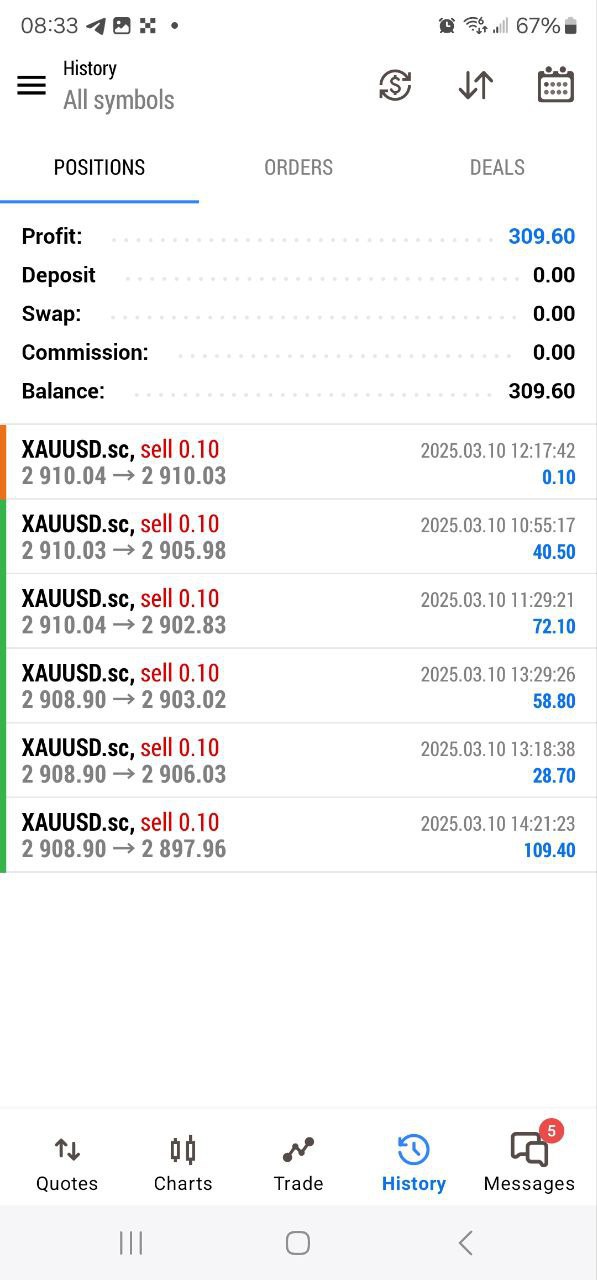 08:33 67%
History
All symbols
POSITIONS ORDERS DEALS
Profit: 309.60
Deposit 0.00
Swap: 0.00
Commission: 0.00
Balance: 309.60
XAUUSD.sc, sell 0.10 2025.03.10 12:17:42
2 910.04 → 2 910.03 0.10
XAUUSD.sc, sell 0.10 2025.03.10 10:55:17
2 910.03 → 2 905.98 40.50
XAUUSD.sc, sell 0.10 2025.03.10 11:29:21
2 910.04 → 2 902.83 72.10
XAUUSD.sc, sell 0.10 2025.03.10 13:29:26
2 908.90 → 2 903.02 58.80
XAUUSD.sc, sell 0.10 2025.03.10 13:18:38
2 908.90 → 2 906.03 28.70
XAUUSD.sc, sell 0.10 2025.03.10 14:21:23
2 908.90 → 2 897.96 109.40
5
Quotes Charts Trade History Messages